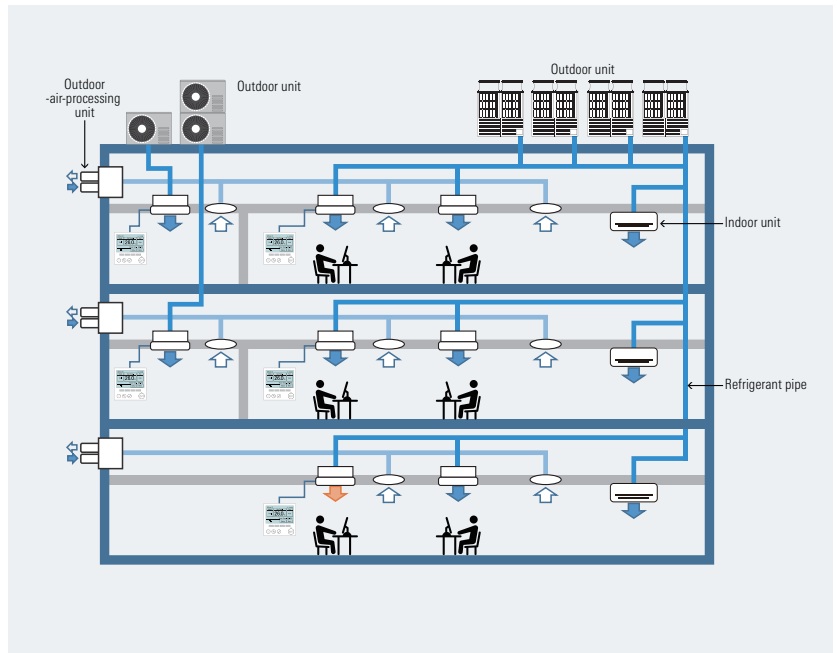 Outdoor
-air-processing
unit
Outdoor unit
Outdoor unit
Indoor unit
Refrigerant pipe